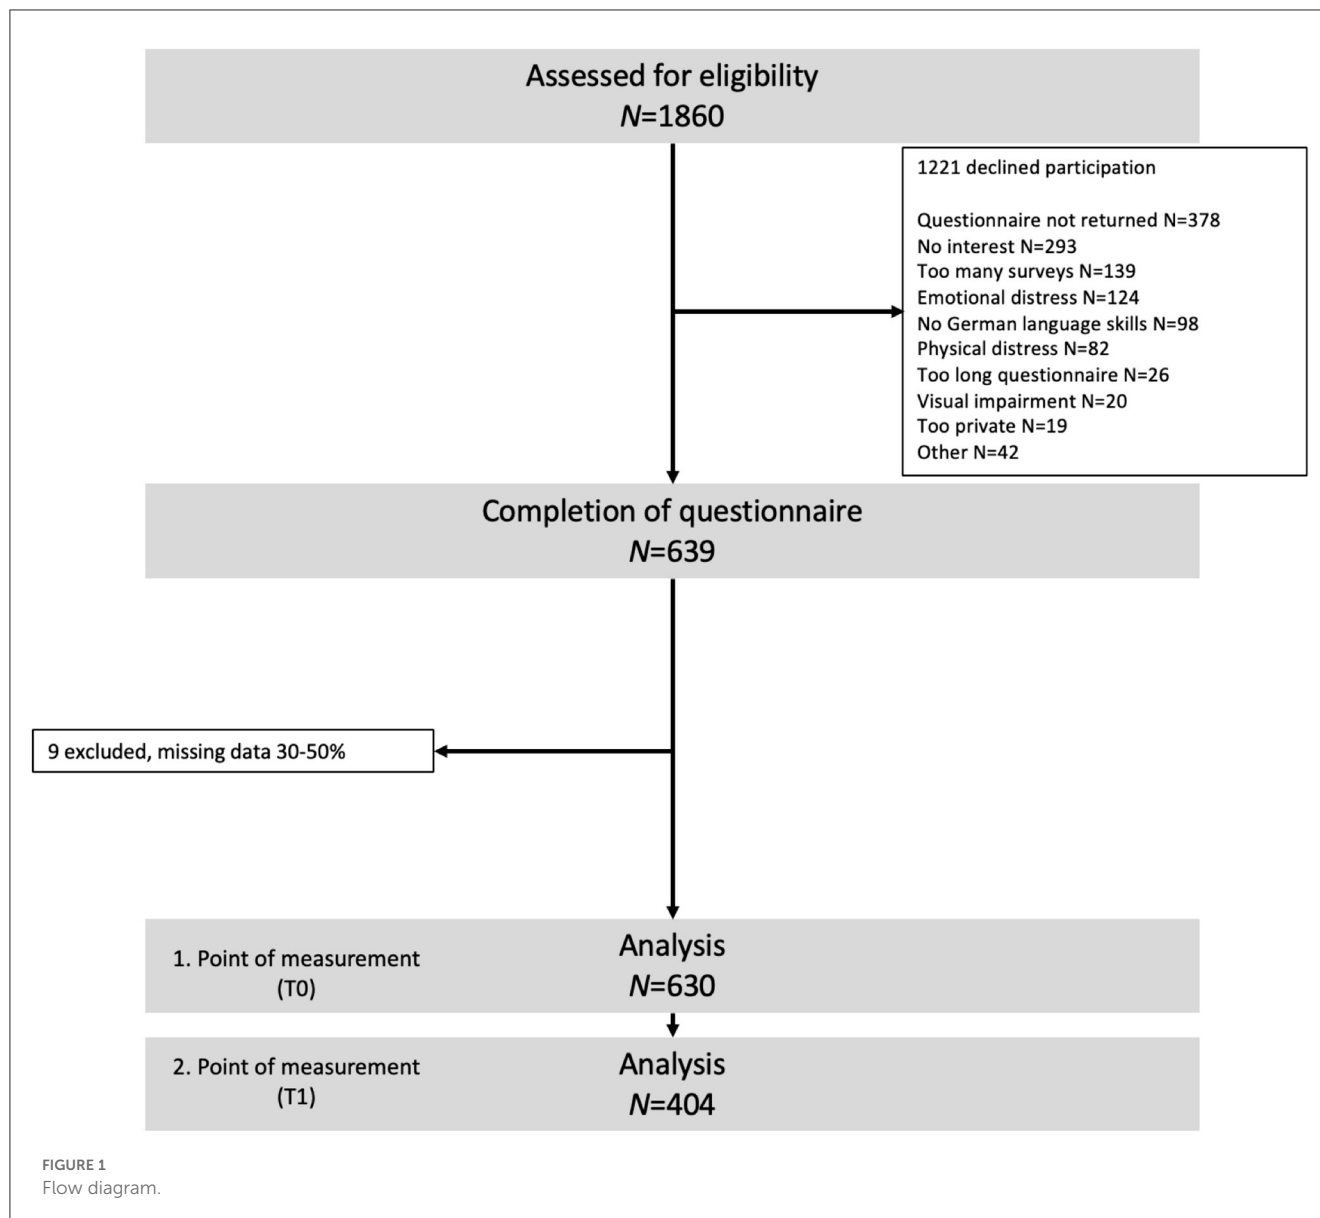 Assessed for eligibility
N=1860
1221 declined participation
Questionnaire not returned N=378
No interest N=293
Too many surveys N=139
Emotional distress N=124
No German language skills N=98
Physical distress N=82
Too long questionnaire N=26
Visual impairment N=20
Too private N=19
Other N=42
Completion of questionnaire
N=639
9 excluded, missing data 30-50%
1. Point of measurement
(T0)
Analysis
N=630
2. Point of measurement
(T1)
Analysis
N=404
FIGURE 1
Flow diagram.